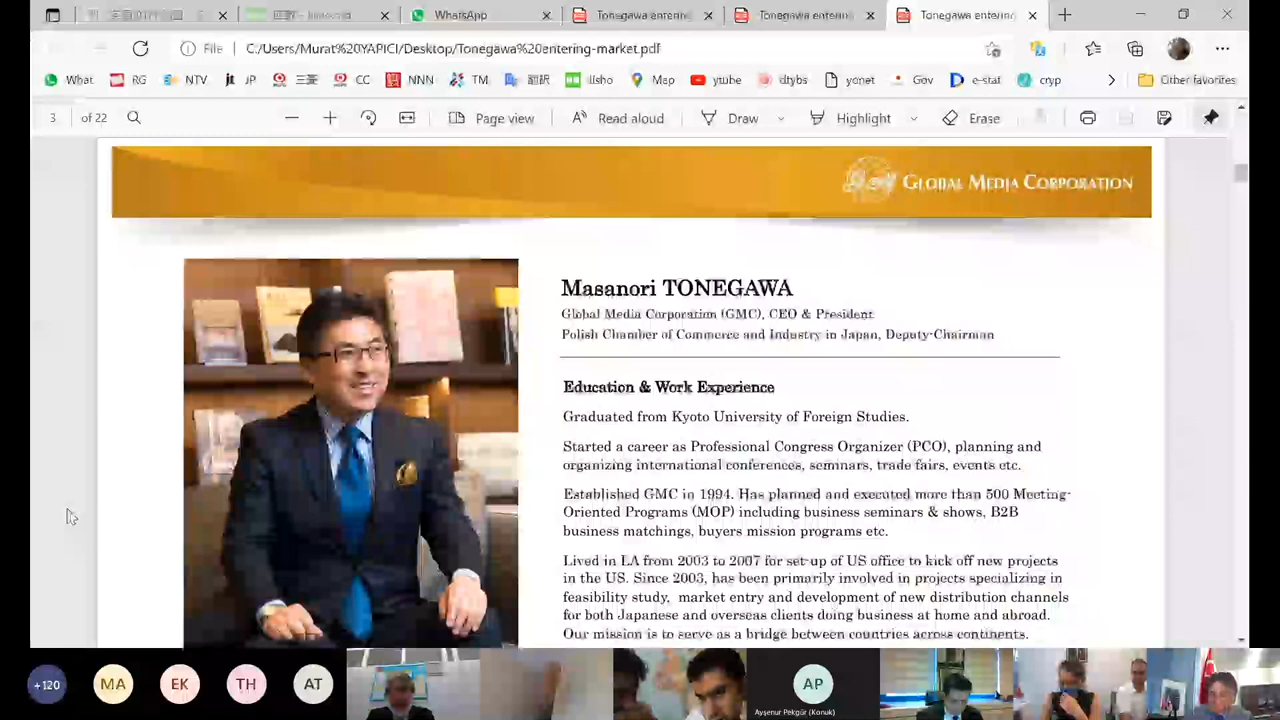 WhatsApp
Tonegawa entering
Tonegawa entering
Tonegawa entering
File
C:/Users/Murat%20YAPICI/Desktop/Tonegawa%20entering-market.pdf
What
RG
NTV
JP
三菱
CC
NNN
TM
翻訳
Map
ytube
dtybs
yonet
Gov
e-stat
cryp
Other favorites
3 of 22
Page view
Read aloud
Draw
Highlight
Erase
GLOBAL MEDIA CORPORATION
Masanori TONEGAWA
Global Media Corporation (GMC), CEO & President
Polish Chamber of Commerce and Industry in Japan, Deputy-Chairman
Education & Work Experience
Graduated from Kyoto University of Foreign Studies.
Started a career as Professional Congress Organizer (PCO), planning and
organizing international conferences, seminars, trade fairs, events etc.
Established GMC in 1994. Has planned and executed more than 500 Meeting-
Oriented Programs (MOP) including business seminars & shows, B2B
business matchings, buyers mission programs etc.
Lived in LA from 2003 to 2007 for set-up of US office to kick off new projects
in the US. Since 2003, has been primarily involved in projects specializing in
feasibility study, market entry and development of new distribution channels
for both Japanese and overseas clients doing business at home and abroad.
Our mission is to serve as a bridge between countries across continents.
+120
MA
EK
TH
AT
AP
Ayşenur Pekgür (Konuk)